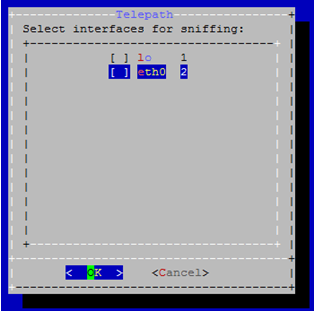 Telepath
Select interfaces for sniffing:
[ ] lo 1
[ ] eth0 2
< OK > <Cancel>